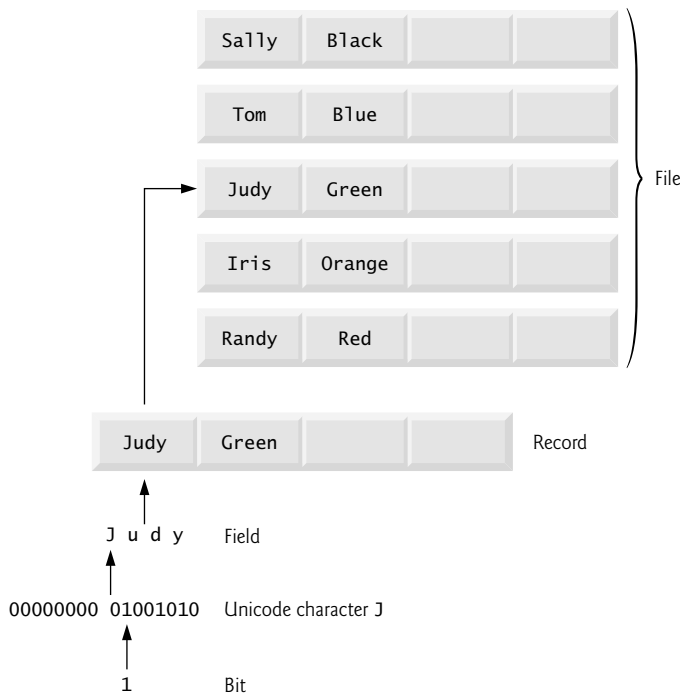 Sally Black
Tom Blue
Judy Green
File
Iris Orange
Randy Red
Judy Green Record
J u d y Field
00000000 01001010 Unicode character J
1 Bit